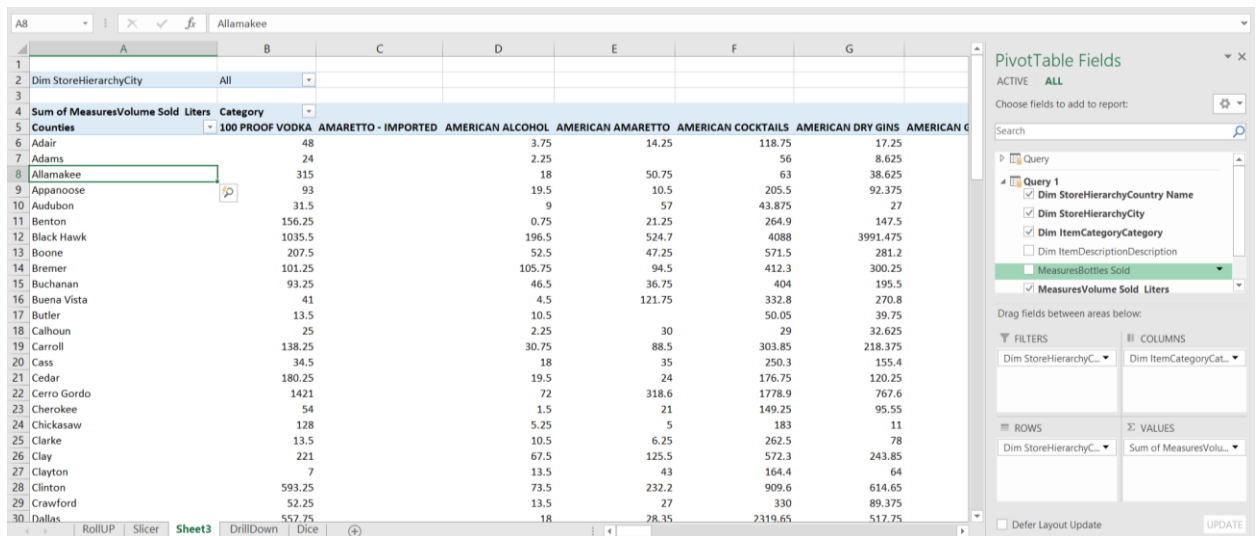 A8 fx Allamakee
A B C D E F G
1
2 Dim StoreHierarchyCity All
3
4 Sum of MeasuresVolume Sold Liters Category
5 Counties 100 PROOF VODKA AMARETTO - IMPORTED AMERICAN ALCOHOL AMERICAN AMARETTO AMERICAN COCKTAILS AMERICAN DRY GINS AMERICAN G
6 Adair 48 3.75 14.25 118.75 17.25
7 Adams 24 2.25 56 8.625
8 Allamakee 315 18 50.75 63 38.625
9 Appanoose 93 19.5 10.5 205.5 92.375
10 Audubon 31.5 9 57 43.875 27
11 Benton 156.25 0.75 21.25 264.9 147.5
12 Black Hawk 1035.5 196.5 524.7 4088 3991.475
13 Boone 207.5 52.5 47.25 571.5 281.2
14 Bremer 101.25 105.75 94.5 412.3 300.25
15 Buchanan 93.25 46.5 36.75 404 195.5
16 Buena Vista 41 4.5 121.75 332.8 270.8
17 Butler 13.5 10.5 50.05 39.75
18 Calhoun 25 2.25 30 29 32.625
19 Carroll 138.25 30.75 88.5 303.85 218.375
20 Cass 34.5 18 35 250.3 155.4
21 Cedar 180.25 19.5 24 176.75 120.25
22 Cerro Gordo 1421 72 318.6 1778.9 767.6
23 Cherokee 54 1.5 21 149.25 95.55
24 Chickasaw 128 5.25 5 183 11
25 Clarke 13.5 10.5 6.25 262.5 78
26 Clay 221 67.5 125.5 572.3 243.85
27 Clayton 7 13.5 43 164.4 64
28 Clinton 593.25 73.5 232.2 909.6 614.65
29 Crawford 52.25 13.5 27 330 89.375
30 Dallas 557.75 18 28.35 2319.65 517.75
RollUP Slicer Sheet3 DrillDown Dice
PivotTable Fields
ACTIVE ALL
Choose fields to add to report:
Search
Query
Query 1
Dim StoreHierarchyCountry Name
Dim StoreHierarchyCity
Dim ItemCategoryCategory
Dim ItemDescriptionDescription
MeasuresBottles Sold
MeasuresVolume Sold Liters
Drag fields between areas below:
FILTERS
Dim StoreHierarchyC...
COLUMNS
Dim ItemCategoryCat...
ROWS
Dim StoreHierarchyC...
Σ VALUES
Sum of MeasuresVolu...
Defer Layout Update UPDATE